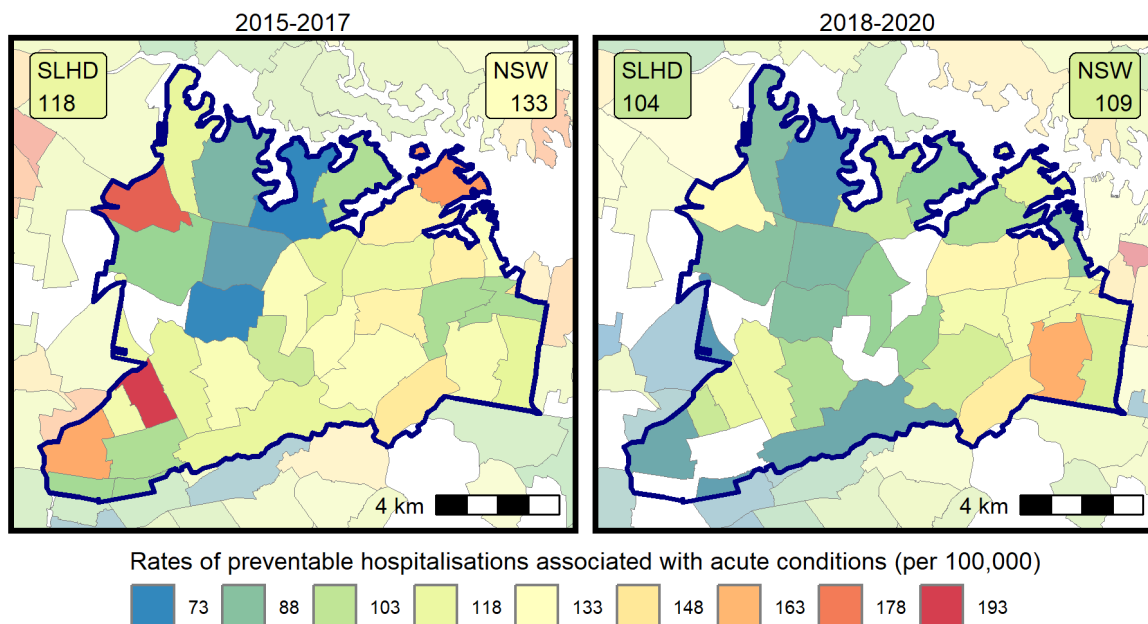 2015-2017
2018-2020
SLHD
118
NSW
133
SLHD
104
NSW
109
4 km
4 km
Rates of preventable hospitalisations associated with acute conditions (per 100,000)
73 88 103 118 133 148 163 178 193